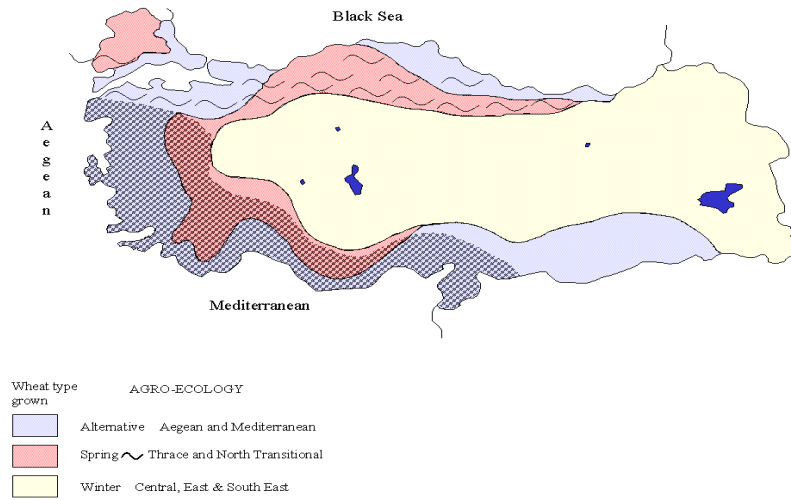 Black Sea
Aegean
Mediterranean
Wheat type grown
AGRO-ECOLOGY
Alternative Aegean and Mediterranean
Spring Thrace and North Transitional
Winter Central, East & South East